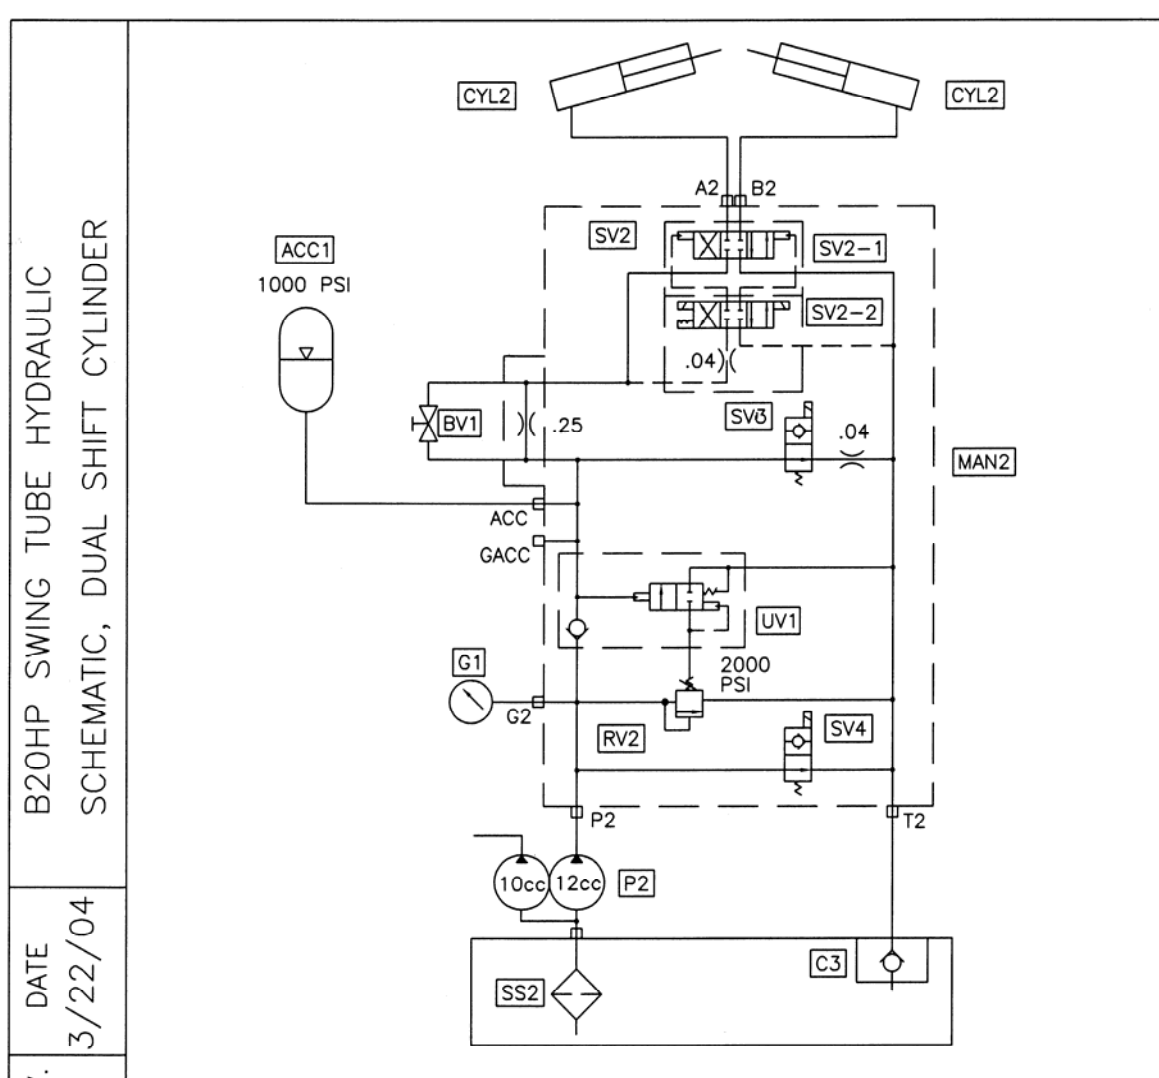 B20HP SWING TUBE HYDRAULIC
SCHEMATIC, DUAL SHIFT CYLINDER
DATE
3/22/04
CYL2
CYL2
A2
B2
SV2
SV2-1
ACC1
1000 PSI
SV2-2
.04
BV1
.25
SV3
.04
MAN2
ACC
GACC
UV1
G1
2000
PSI
G2
RV2
SV4
P2
T2
10cc
12cc
P2
C3
SS2